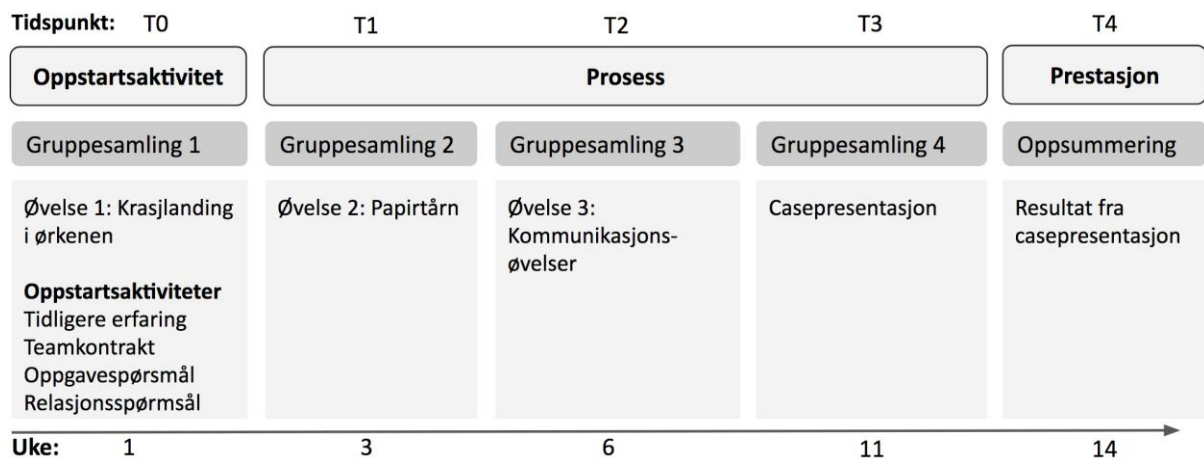 Tidspunkt: T0 T1 T2 T3 T4
Oppstartsaktivitet Prosess Prestasjon
Gruppesamling 1 Gruppesamling 2 Gruppesamling 3 Gruppesamling 4 Oppsummering
Øvelse 1: Krasjlanding
i ørkenen
Oppstartsaktiviteter
Tidligere erfaring
Teamkontrakt
Oppgavespørsmål
Relasjonsspørmsål
Øvelse 2: Papirtårn
Øvelse 3:
Kommunikasjons-
øvelser
Casepresentasjon
Resultat fra
casepresentasjon
Uke: 1 3 6 11 14